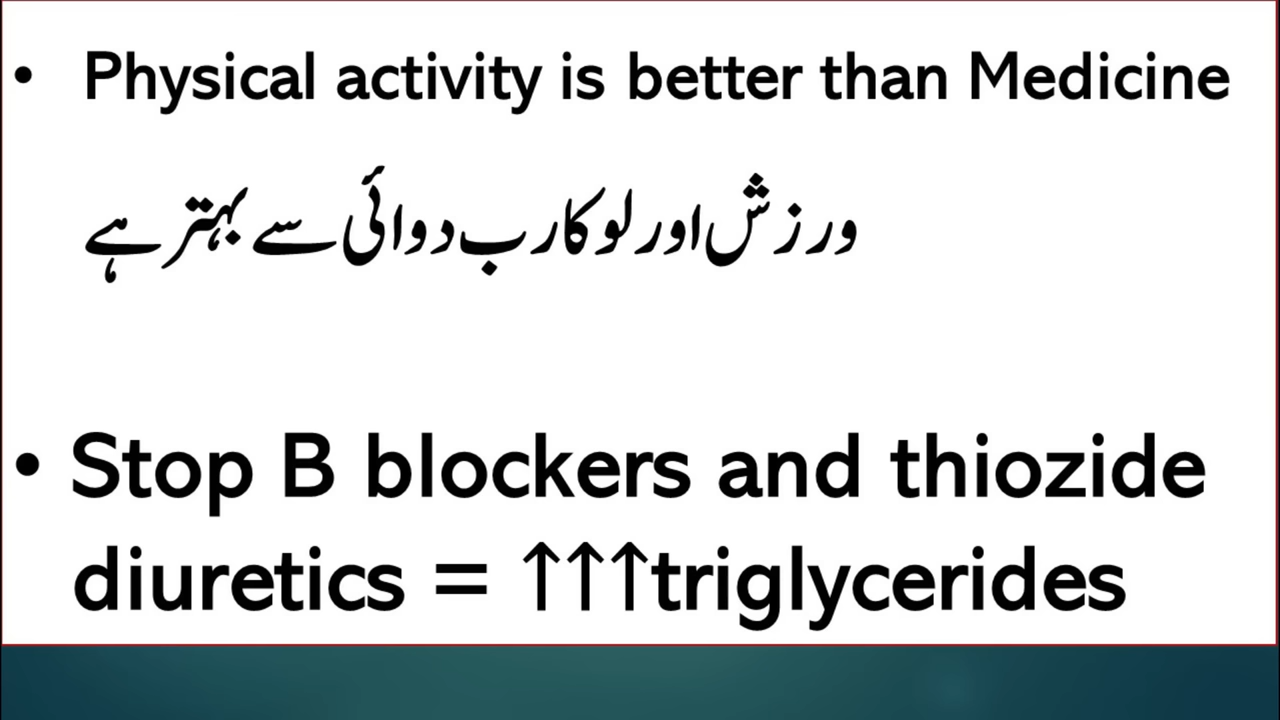 • Physical activity is better than Medicine
ورزش اور لو کارب دوائی سے بہتر ہے
• Stop B blockers and thiozide
diuretics = ↑↑↑triglycerides